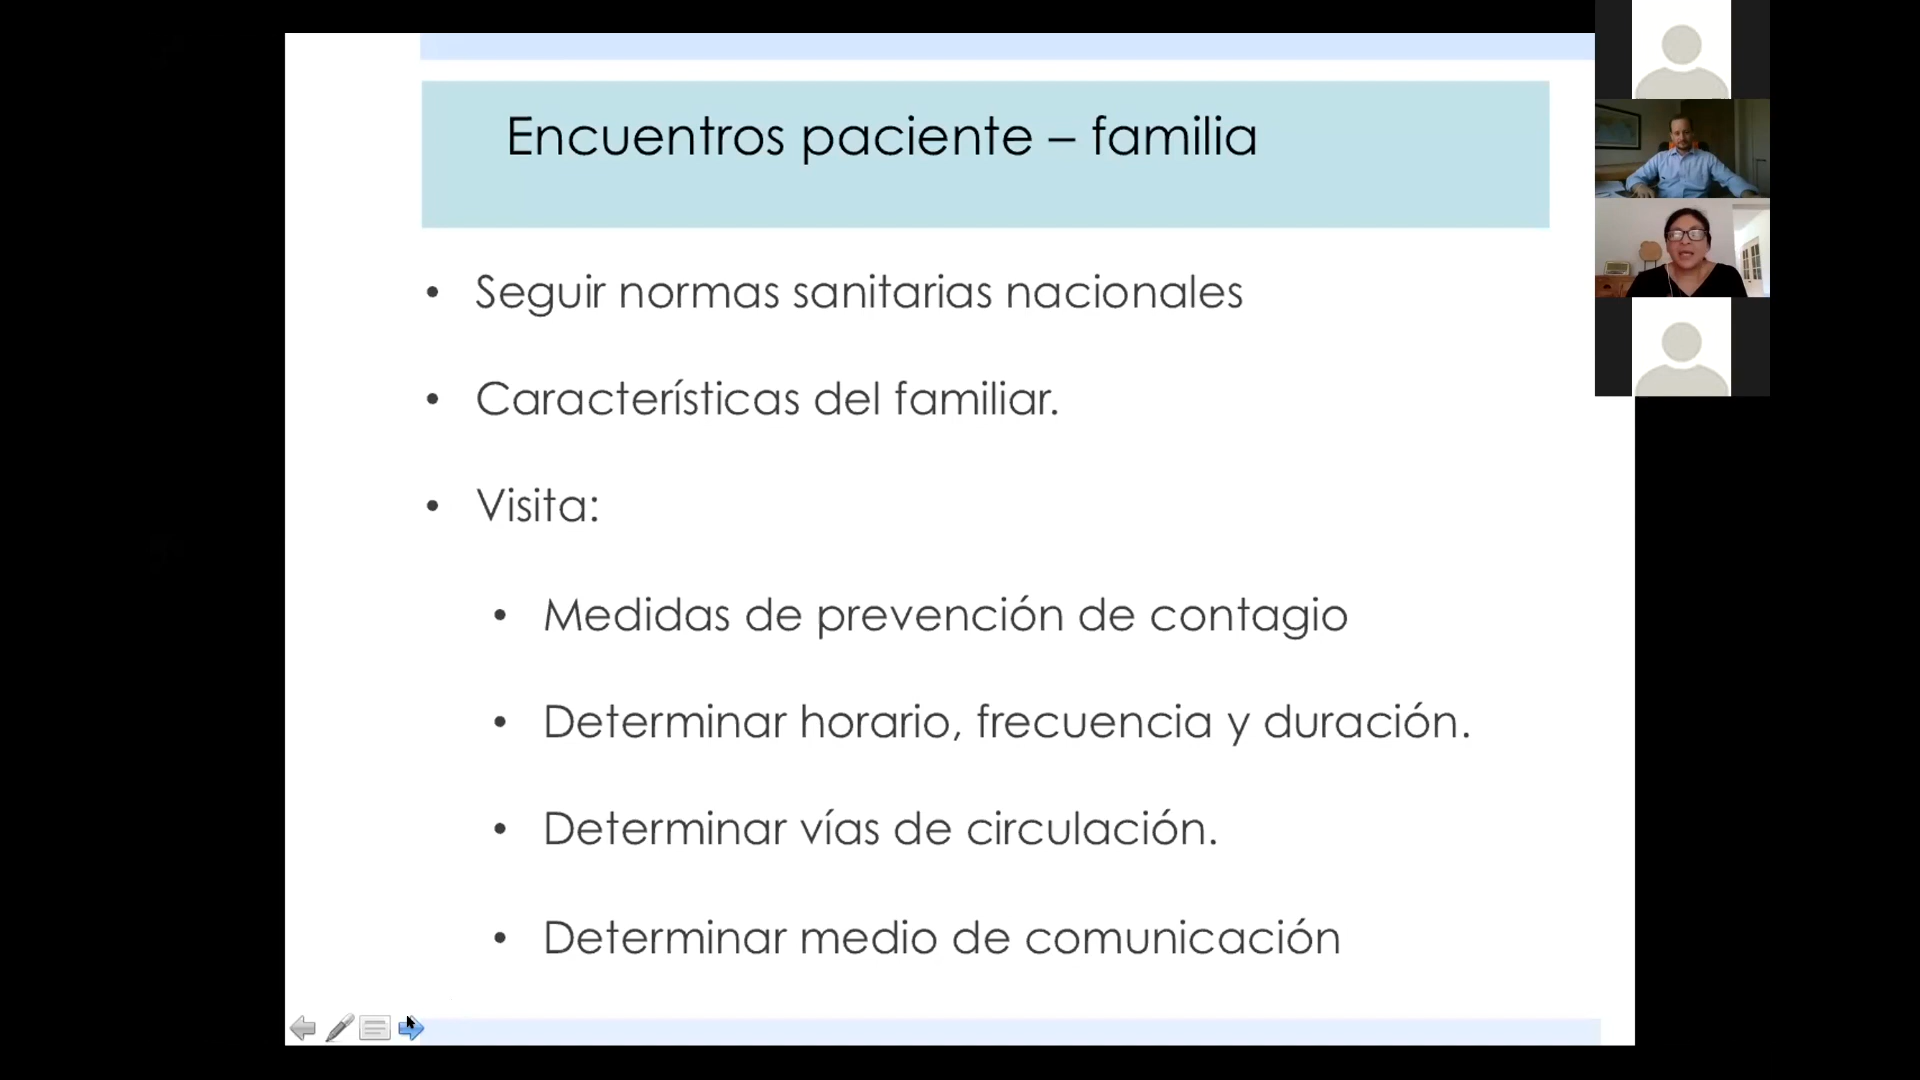 Encuentros paciente – familia
• Seguir normas sanitarias nacionales
• Características del familiar.
• Visita:
• Medidas de prevención de contagio
• Determinar horario, frecuencia y duración.
• Determinar vías de circulación.
• Determinar medio de comunicación